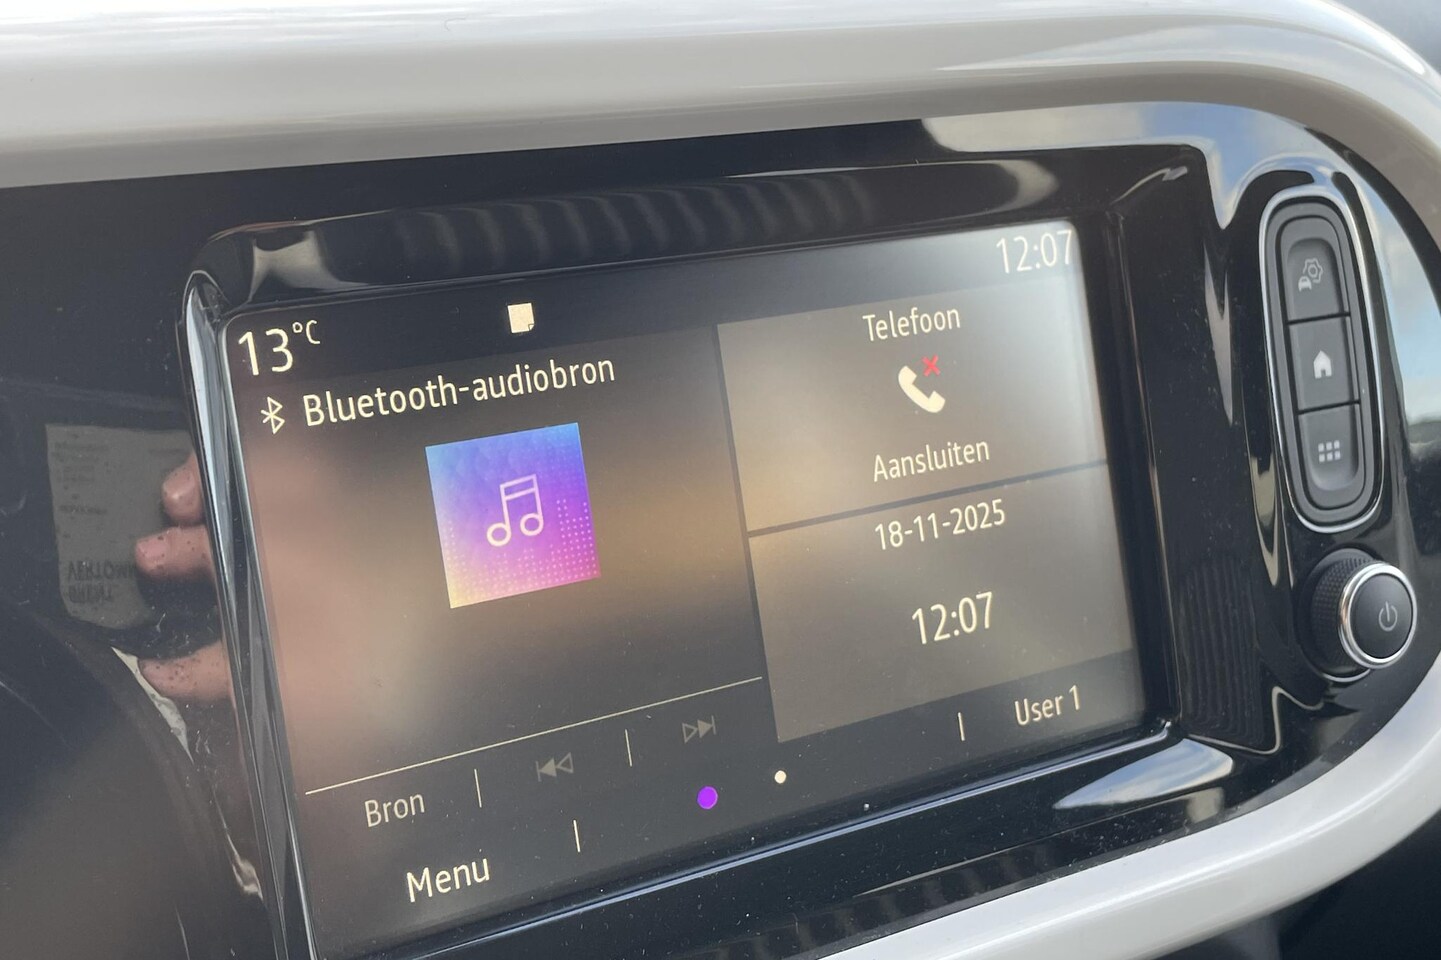 12:07
13°C
Bluetooth-audiobron
Telefoon
Aansluiten
18-11-2025
12:07
User 1
Bron
Menu